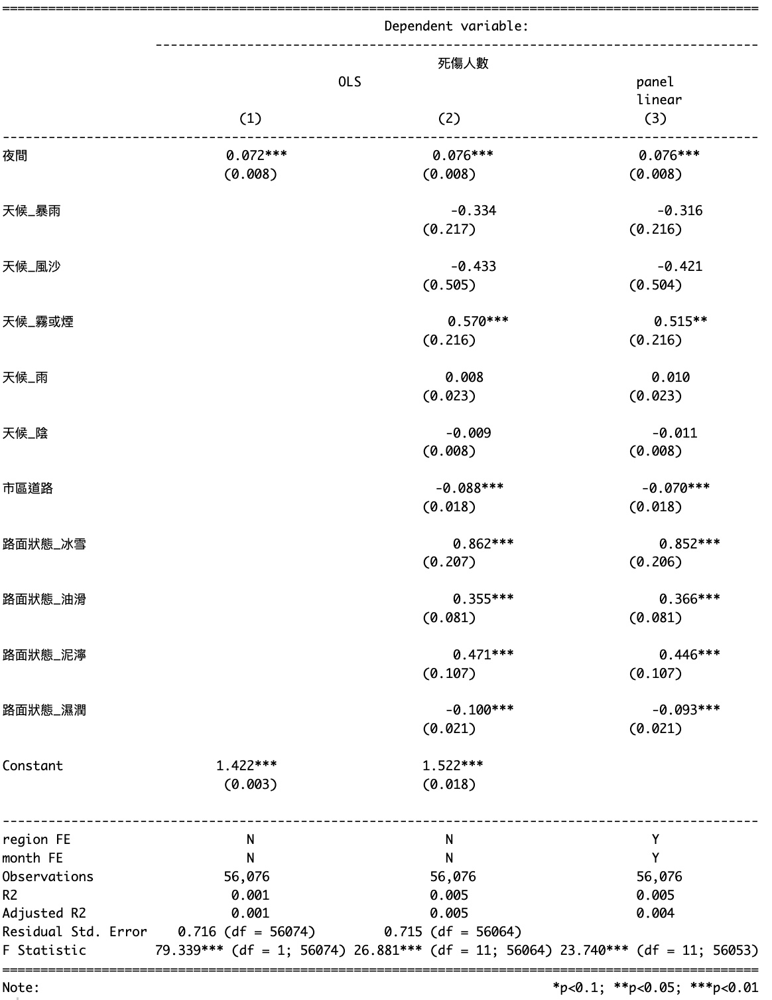 Dependent variable:
死傷人數
OLS panel
linear
(1) (2) (3)
夜間 0.072*** 0.076*** 0.076***
(0.008) (0.008) (0.008)
天候_暴雨 -0.334 -0.316
(0.217) (0.216)
天候_風沙 -0.433 -0.421
(0.505) (0.504)
天候_霧或煙 0.570*** 0.515**
(0.216) (0.216)
天候_雨 0.008 0.010
(0.023) (0.023)
天候_陰 -0.009 -0.011
(0.008) (0.008)
市區道路 -0.088*** -0.070***
(0.018) (0.018)
路面狀態_冰雪 0.862*** 0.852***
(0.207) (0.206)
路面狀態_油滑 0.355*** 0.366***
(0.081) (0.081)
路面狀態_泥濘 0.471*** 0.446***
(0.107) (0.107)
路面狀態_濕潤 -0.100*** -0.093***
(0.021) (0.021)
Constant 1.422*** 1.522***
(0.003) (0.018)
region FE N N Y
month FE N N Y
Observations 56,076 56,076 56,076
R2 0.001 0.005 0.005
Adjusted R2 0.001 0.005 0.004
Residual Std. Error 0.716 (df = 56074) 0.715 (df = 56064)
F Statistic 79.339*** (df = 1; 56074) 26.881*** (df = 11; 56064) 23.740*** (df = 11; 56053)
Note: *p<0.1; **p<0.05; ***p<0.01